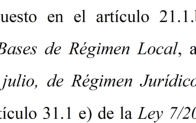 uesto en el artículo 21.1.
Bases de Régimen Local, a
julio, de Régimen Jurídico
tículo 31.1 e) de la Ley 7/20